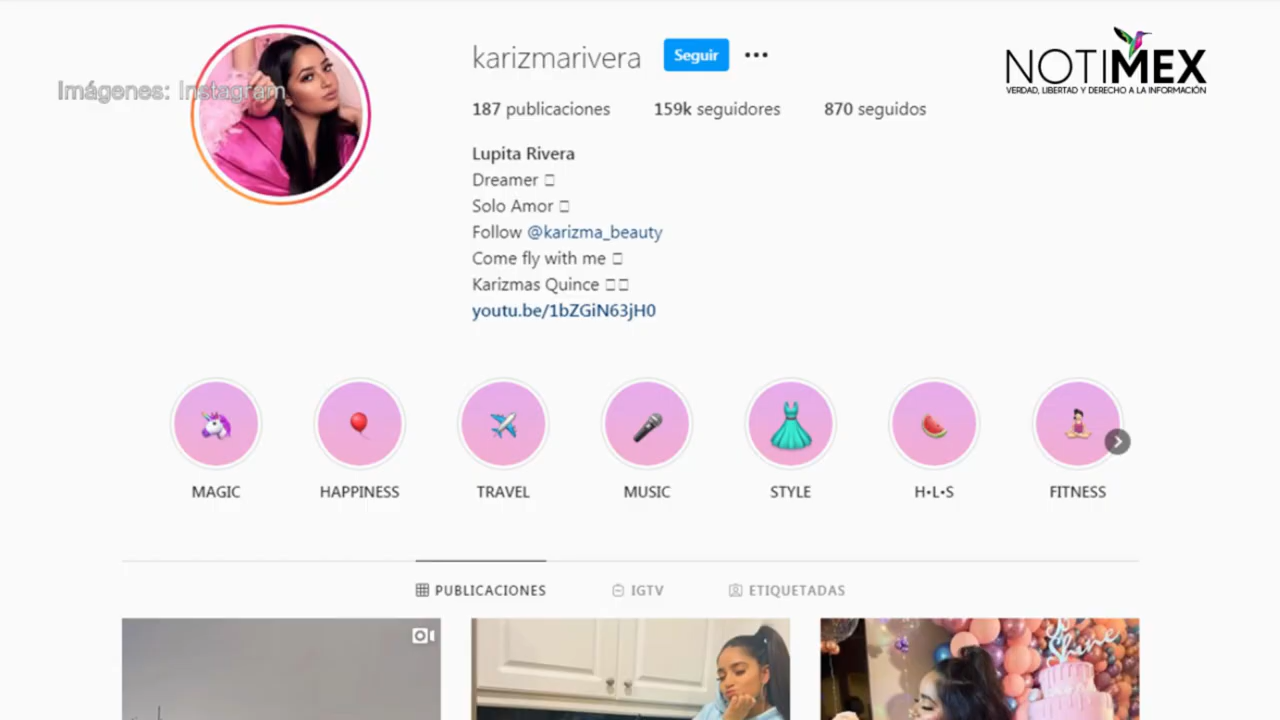 Imágenes: Instagram
karizmarivera
Seguir
NOTIMEX
VERDAD, LIBERTAD Y DERECHO A LA INFORMACIÓN
187 publicaciones
159k seguidores
870 seguidos
Lupita Rivera
Dreamer
Solo Amor
Follow @karizma_beauty
Come fly with me
Karizmas Quince
youtu.be/1bZGiN63jH0
MAGIC
HAPPINESS
TRAVEL
MUSIC
STYLE
H•L•S
FITNESS
PUBLICACIONES
IGTV
ETIQUETADAS